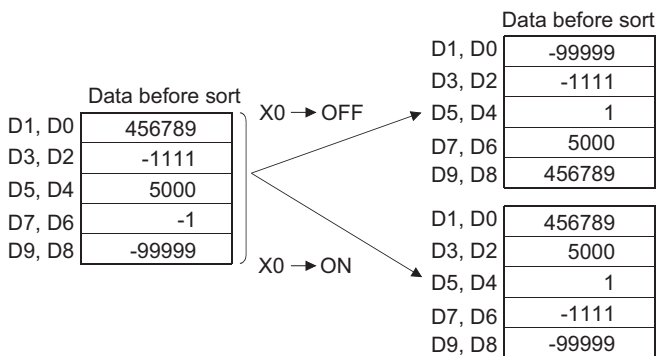 Data before sort
D1, D0 456789
D3, D2 -1111
D5, D4 5000
D7, D6 -1
D9, D8 -99999
X0 → OFF
X0 → ON
Data before sort
D1, D0 -99999
D3, D2 -1111
D5, D4 1
D7, D6 5000
D9, D8 456789
D1, D0 456789
D3, D2 5000
D5, D4 1
D7, D6 -1111
D9, D8 -99999